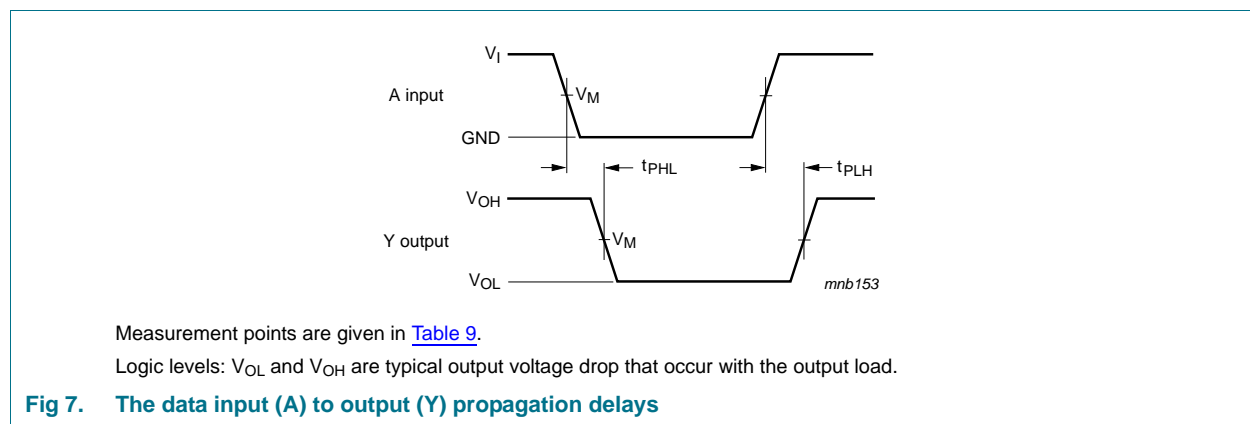 VI
A input
VM
GND
tPHL
tPLH
VOH
Y output
VM
VOL
mnb153
Measurement points are given in Table 9.
Logic levels: VOL and VOH are typical output voltage drop that occur with the output load.
Fig 7. The data input (A) to output (Y) propagation delays